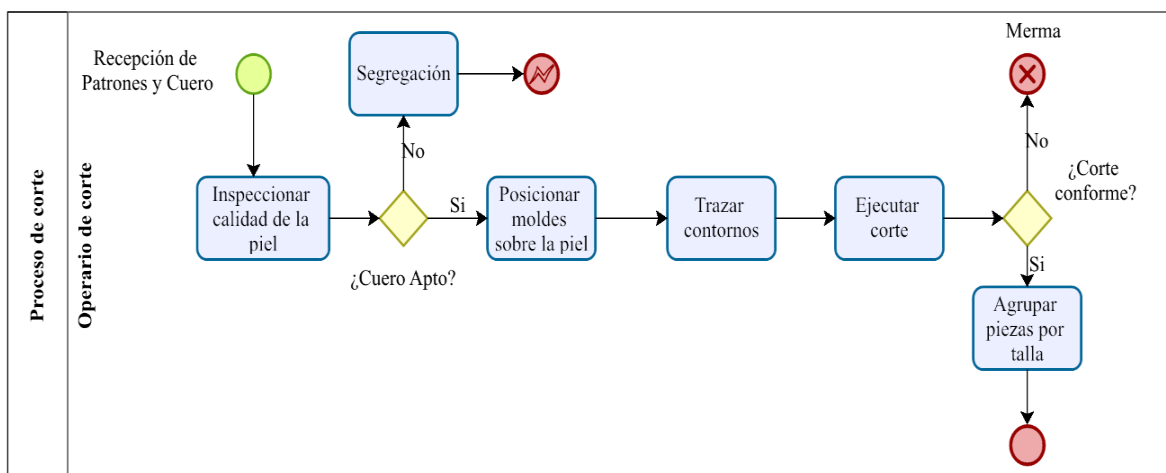 Proceso de corte
Operario de corte
Recepción de
Patrones y Cuero
Inspeccionar
calidad de la
piel
¿Cuero Apto?
No
Segregación
Si
Posicionar
moldes
sobre la piel
Trazar
contornos
Ejecutar
corte
¿Corte
conforme?
No
Merma
Si
Agrupar
piezas por
talla